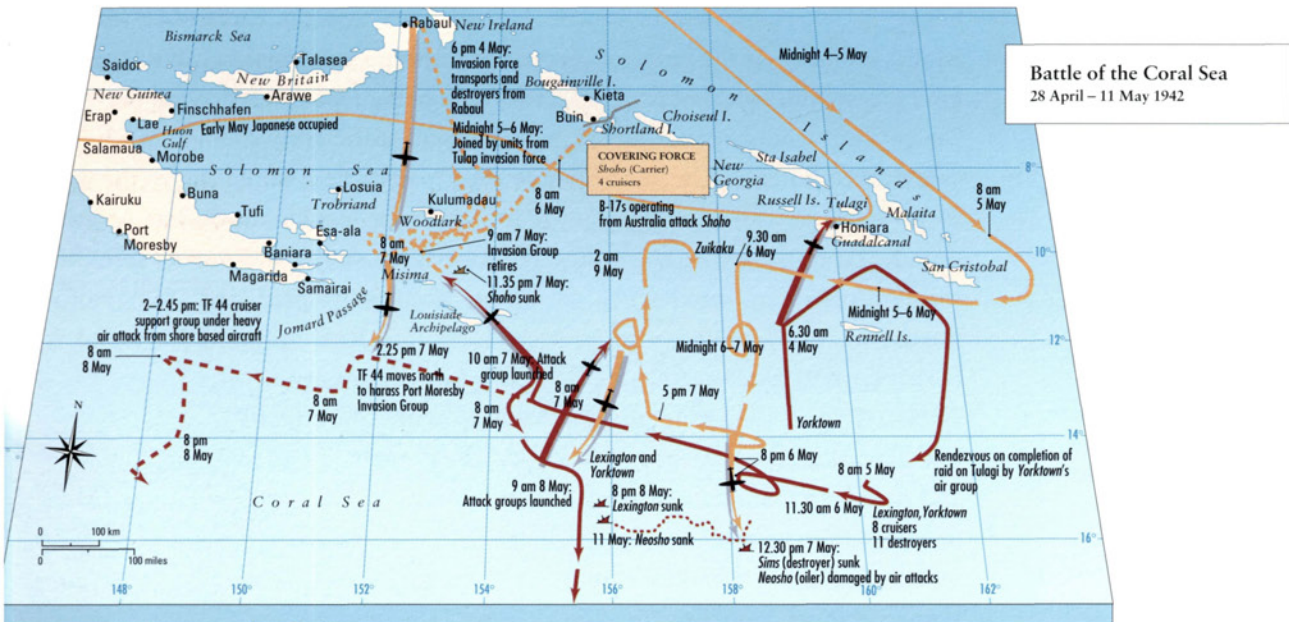 Battle of the Coral Sea
28 April – 11 May 1942
Rabaul
New Ireland
Bismarck Sea
Saidor
Talasea
New Britain
Arawe
New Guinea
Finschhafen
Erap
Lae
Huon
Gulf
Early May Japanese occupied
Salamaua
Morobe
6 pm 4 May:
Invasion Force
transports and
destroyers from
Rabaul
Midnight 5–6 May:
Joined by units from
Tulap invasion force
Solomon
Islands
Bougainville I.
Kieta
Buin
Shortland I.
Choiseul I.
Midnight 4–5 May
COVERING FORCE
Shoho (Carrier)
4 cruisers
New
Georgia
Sta Isabel
Russell Is.
Tulagi
Malaita
Honiara
Guadalcanal
San Cristobal
8 am
5 May
8°
Solomon Sea
Losuia
Trobriand
Kulumadau
Woodlark
Kairuku
Buna
Tufi
Port
Moresby
Esa-ala
Baniara
Magarida
Samairai
8 am
6 May
B-17s operating
from Australia attack Shoho
8 am
7 May
Misima
9 am 7 May:
Invasion Group
retires
11.35 pm 7 May:
Shoho sunk
2 am
9 May
Zuikaku
9.30 am
6 May
10°
Midnight 5–6 May
Rennell Is.
6.30 am
4 May
2–2.45 pm: TF 44 cruiser
support group under heavy
air attack from shore based aircraft
Jomard Passage
Louisiade
Archipelago
8 am
8 May
2.25 pm 7 May
TF 44 moves north
to harass Port Moresby
Invasion Group
8 am
7 May
10 am 7 May, Attack
group launched
8 am
7 May
8 am
7 May
Midnight 6–7 May
5 pm 7 May
12°
Yorktown
N
8 pm
8 May
Lexington and
Yorktown
8 pm 6 May
14°
Rendezvous on completion of
raid on Tulagi by Yorktown's
air group
8 am 5 May
11.30 am 6 May
Lexington, Yorktown
8 cruisers
11 destroyers
Coral Sea
9 am 8 May:
Attack groups launched
8 pm 8 May:
Lexington sunk
11 May: Neosho sank
12.30 pm 7 May:
Sims (destroyer) sunk
Neosho (oiler) damaged by air attacks
16°
0 100 km
0 100 miles
148° 150° 152° 154° 156° 158° 160° 162°